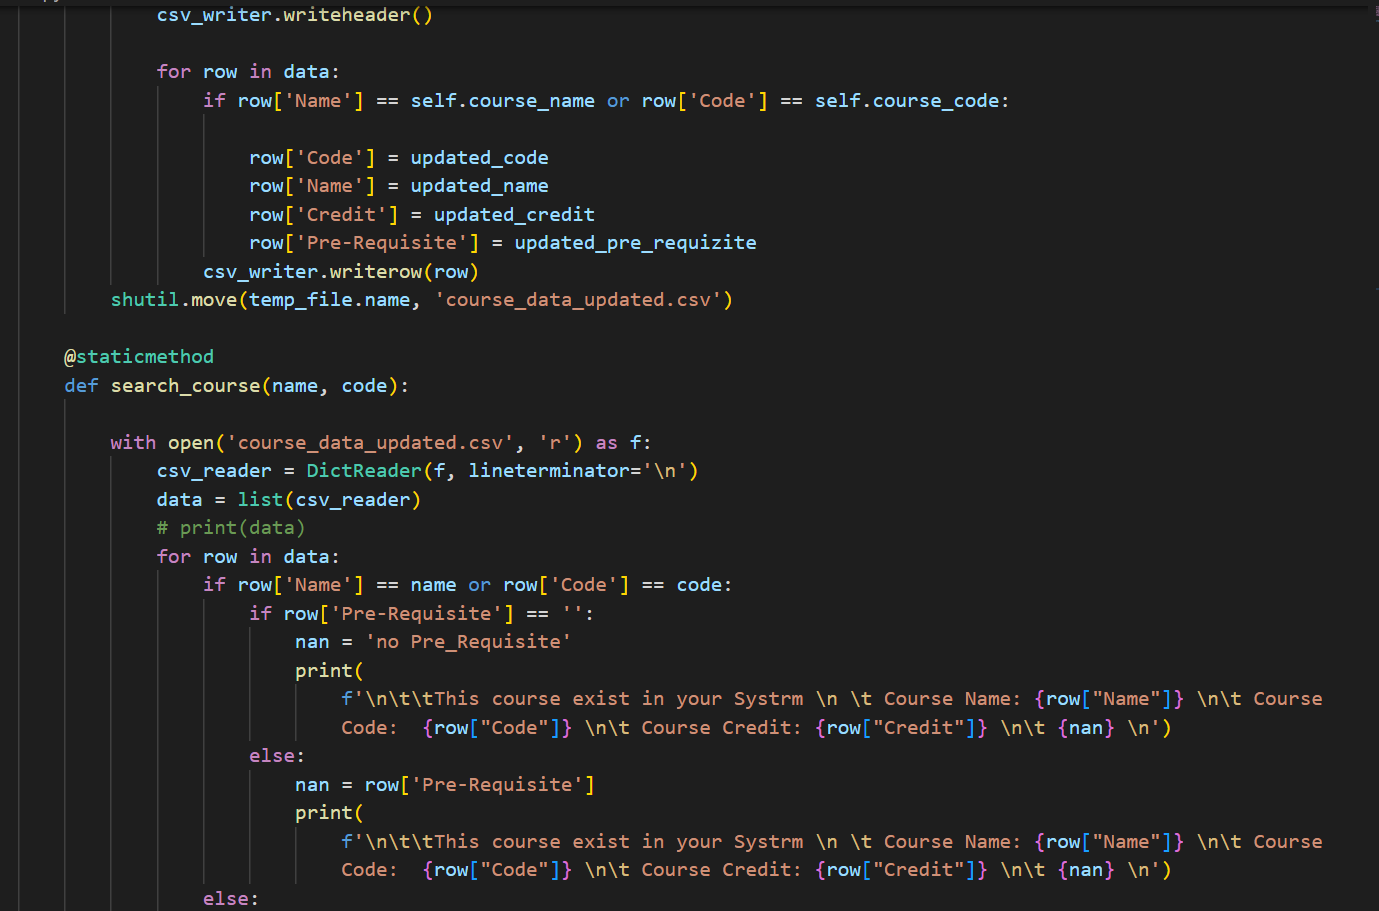 csv_writer.writeheader()
for row in data:
if row['Name'] == self.course_name or row['Code'] == self.course_code:
row['Code'] = updated_code
row['Name'] = updated_name
row['Credit'] = updated_credit
row['Pre-Requisite'] = updated_pre_requizite
csv_writer.writerow(row)
shutil.move(temp_file.name, 'course_data_updated.csv')
@staticmethod
def search_course(name, code):
with open('course_data_updated.csv', 'r') as f:
csv_reader = DictReader(f, lineterminator='\n')
data = list(csv_reader)
# print(data)
for row in data:
if row['Name'] == name or row['Code'] == code:
if row['Pre-Requisite'] == '':
nan = 'no Pre_Requisite'
print(
f'\n\t\tThis course exist in your Systrm \n \t Course Name: {row["Name"]} \n\t Course
Code:  {row["Code"]} \n\t Course Credit: {row["Credit"]} \n\t {nan} \n')
else:
nan = row['Pre-Requisite']
print(
f'\n\t\tThis course exist in your Systrm \n \t Course Name: {row["Name"]} \n\t Course
Code:  {row["Code"]} \n\t Course Credit: {row["Credit"]} \n\t {nan} \n')
else: